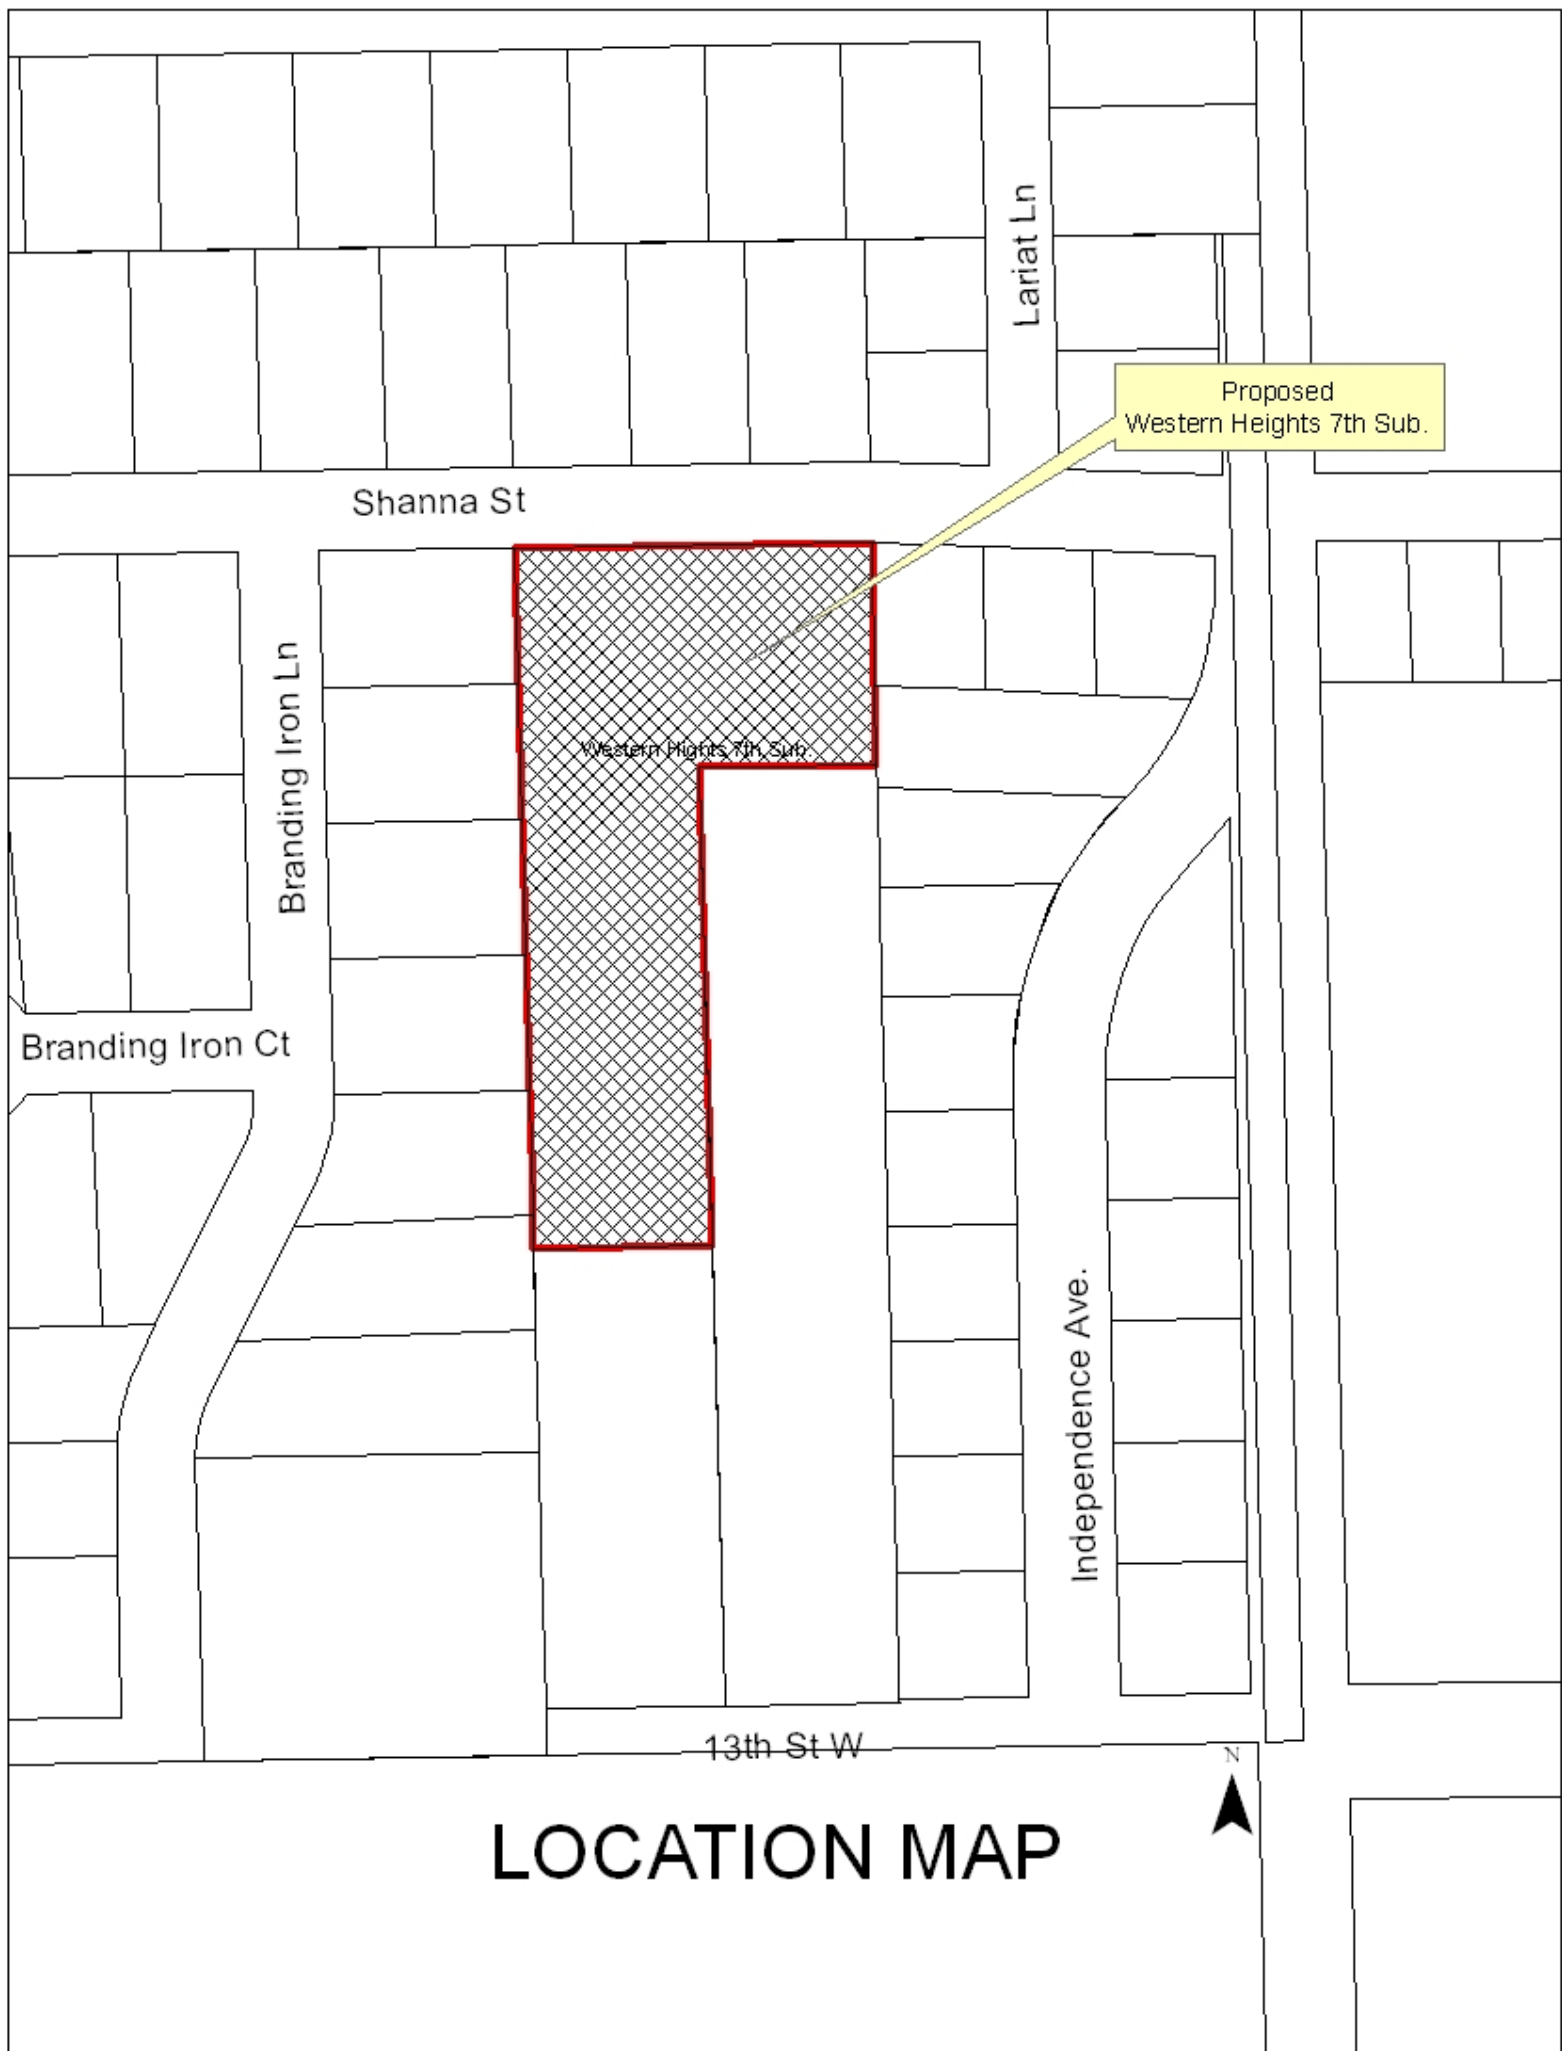 Lariat Ln
Proposed
Western Heights 7th Sub.
Shanna St
Branding Iron Ln
Western Hights 7th Sub.
Branding Iron Ct
Independence Ave.
13th St W
N
LOCATION MAP